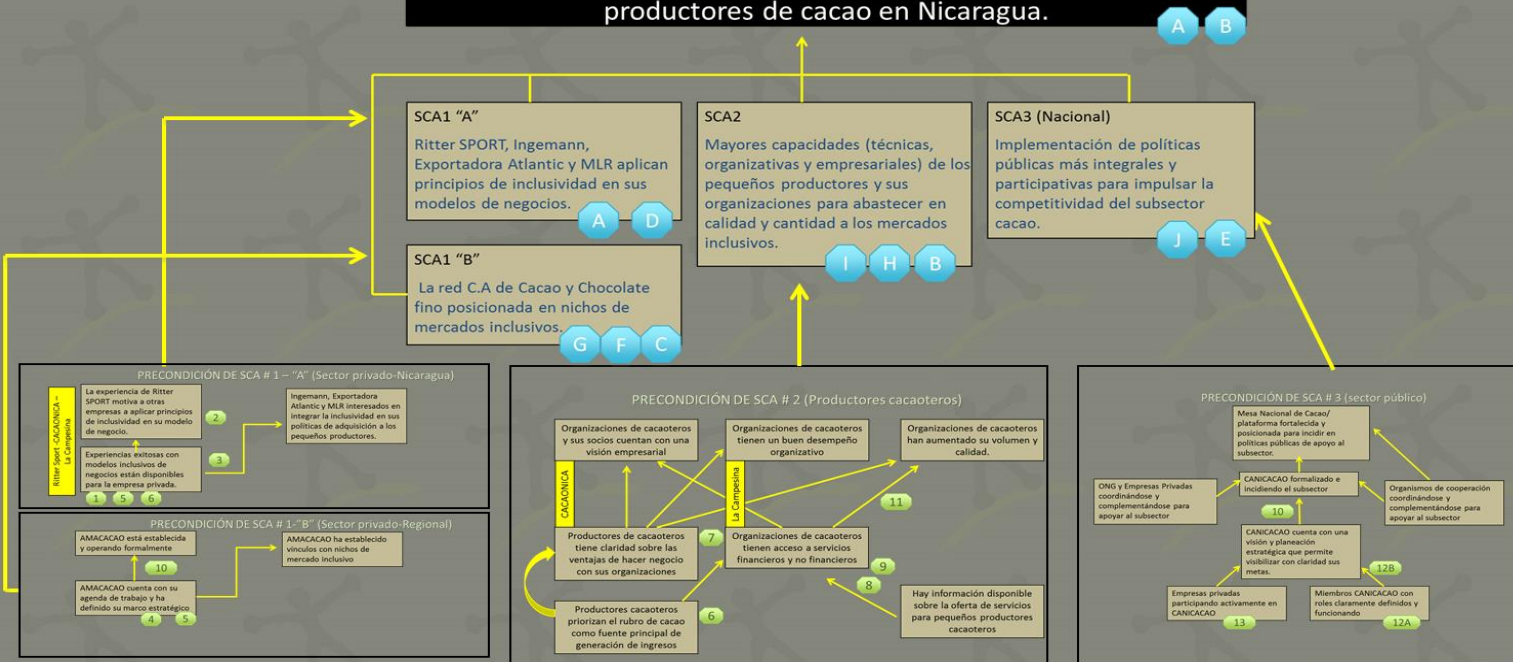 productores de cacao en Nicaragua.
A B
SCA1 "A"
Ritter SPORT, Ingemann,
Exportadora Atlantic y MLR aplican
principios de inclusividad en sus
modelos de negocios.
A D
SCA2
Mayores capacidades (técnicas,
organizativas y empresariales) de los
pequeños productores y sus
organizaciones para abastecer en
calidad y cantidad a los mercados
inclusivos.
I H B
SCA3 (Nacional)
Implementación de políticas
públicas más integrales y
participativas para impulsar la
competitividad del subsector
cacao.
J E
SCA1 "B"
La red C.A de Cacao y Chocolate
fino posicionada en nichos de
mercados inclusivos.
G F C
PRECONDICIÓN DE SCA # 1 – "A" (Sector privado-Nicaragua)
Ritter Sport -CACAONICA –
La Campesina
La experiencia de Ritter
SPORT motiva a otras
empresas a aplicar principios
de inclusividad en su modelo
de negocio.
2
Ingemann, Exportadora
Atlantic y MLR interesados en
integrar la inclusividad en sus
políticas de adquisición a los
pequeños productores.
Experiencias exitosas con
modelos inclusivos de
negocios están disponibles
para la empresa privada.
3
1 5 6
PRECONDICIÓN DE SCA # 1-"B" (Sector privado-Regional)
AMACACAO está establecida
y operando formalmente
10
AMACACAO ha establecido
vínculos con nichos de
mercado inclusivo
AMACACAO cuenta con su
agenda de trabajo y ha
definido su marco estratégico
4 5
PRECONDICIÓN DE SCA # 2 (Productores cacaoteros)
Organizaciones de cacaoteros
y sus socios cuentan con una
visión empresarial
Organizaciones de cacaoteros
tienen un buen desempeño
organizativo
Organizaciones de cacaoteros
han aumentado su volumen y
calidad.
CACAONICA
La Campesina
11
Productores de cacaoteros
tiene claridad sobre las
ventajas de hacer negocio
con sus organizaciones
7
Organizaciones de cacaoteros
tienen acceso a servicios
financieros y no financieros
9
8
Productores cacaoteros
priorizan el rubro de cacao
como fuente principal de
generación de ingresos
6
Hay información disponible
sobre la oferta de servicios
para pequeños productores
cacaoteros
PRECONDICIÓN DE SCA # 3 (sector público)
Mesa Nacional de Cacao/
plataforma fortalecida y
posicionada para incidir en
políticas públicas de apoyo al
subsector.
ONG y Empresas Privadas
coordinándose y
complementándose para
apoyar al subsector
CANICACAO formalizado e
incidiendo el subsector
10
Organismos de cooperación
coordinándose y
complementándose para
apoyar al subsector
CANICACAO cuenta con una
visión y planeación
estratégica que permite
visibilizar con claridad sus
metas.
12B
Empresas privadas
participando activamente en
CANICACAO
13
Miembros CANICACAO con
roles claramente definidos y
funcionando
12A